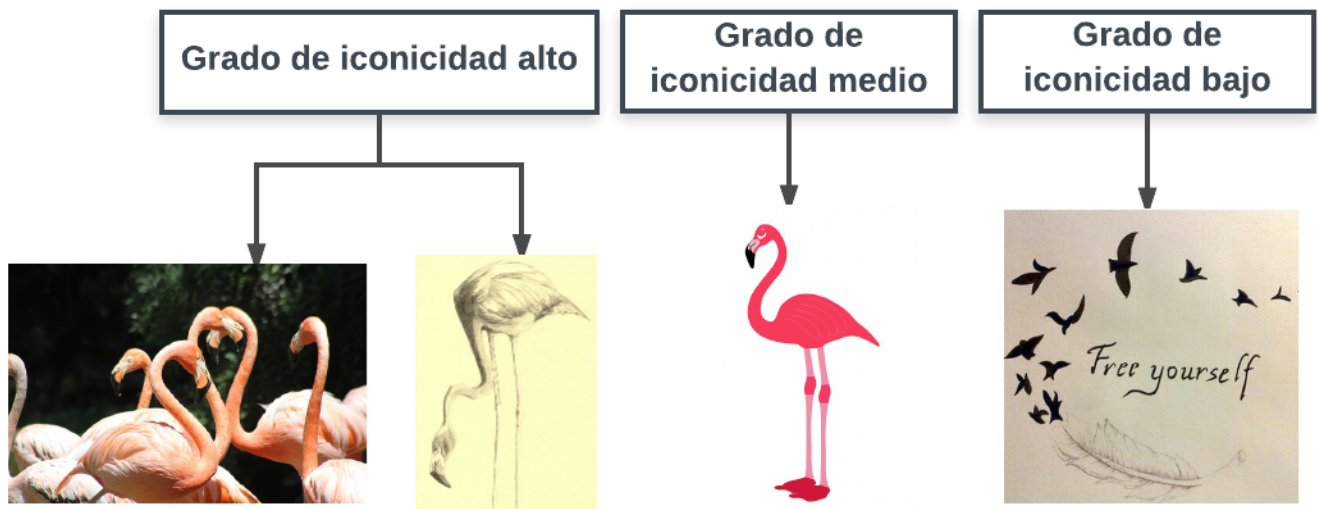 Grado de iconicidad alto
Grado de
iconicidad medio
Grado de
iconicidad bajo
Free yourself